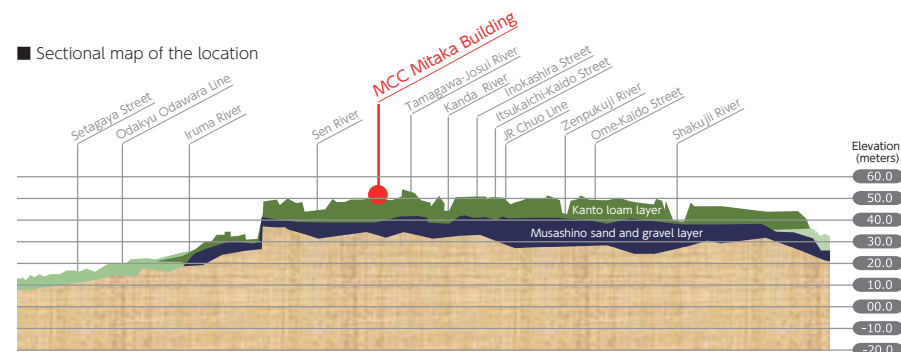 ■ Sectional map of the location
Setagaya Street
Odakyu Odawara Line
Iruma River
Sen River
MCC Mitaka Building
Tamagawa-Josui River
Kanda River
Inokashira Street
Itsukaichi-Kaido Street
JR Chuo Line
Zenpukuji River
Ome-Kaido Street
Shakujii River
Elevation
(meters)
60.0
50.0
40.0
30.0
20.0
10.0
00.0
-10.0
-20.0
Kanto loam layer
Musashino sand and gravel layer